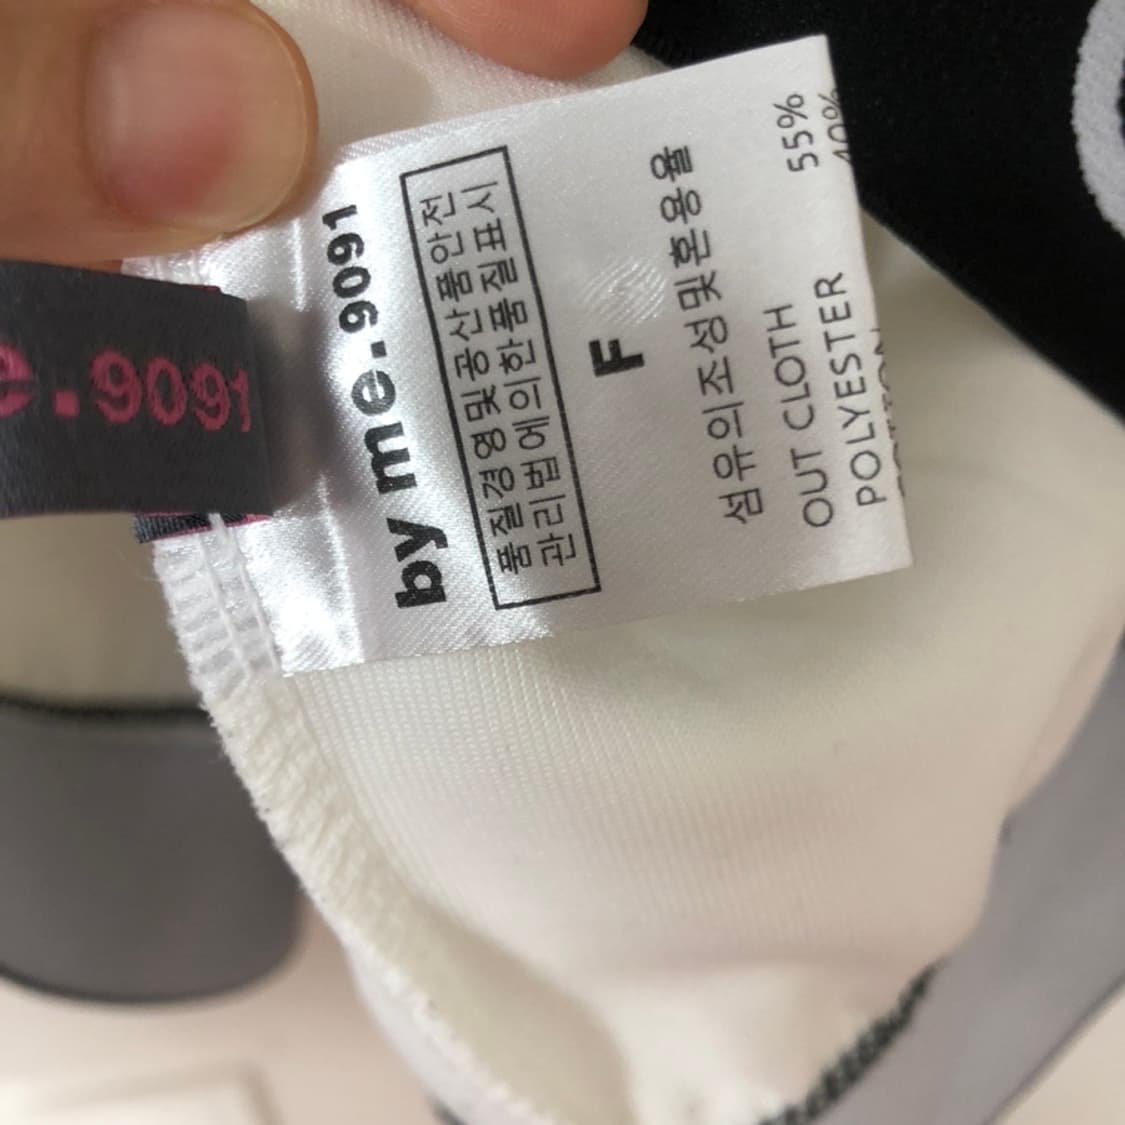 e.9091
by me.9091
품질경영및공산품안전
관리법에의한품질표시
F
섬유의조성및혼용율
OUT CLOTH
POLYESTER 55%
40%